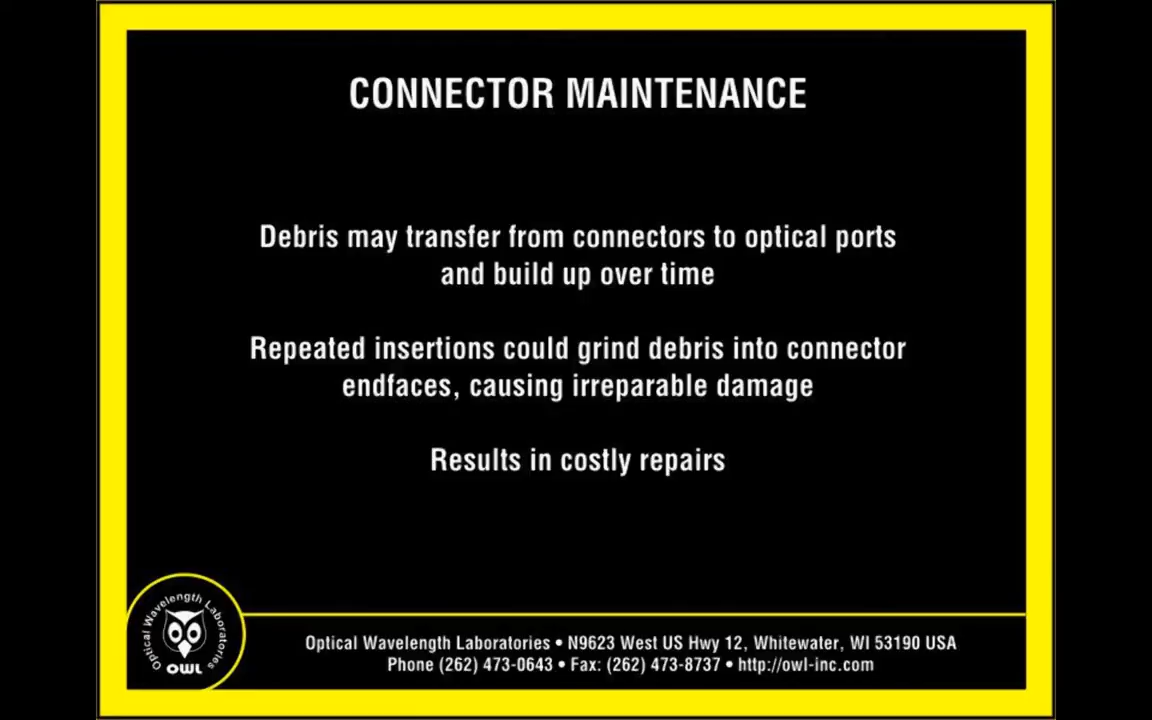 CONNECTOR MAINTENANCE
Debris may transfer from connectors to optical ports
and build up over time
Repeated insertions could grind debris into connector
endfaces, causing irreparable damage
Results in costly repairs
Optical Wavelength Laboratories
OWL
Optical Wavelength Laboratories • N9623 West US Hwy 12, Whitewater, WI 53190 USA
Phone (262) 473-0643 • Fax: (262) 473-8737 • http://owl-inc.com